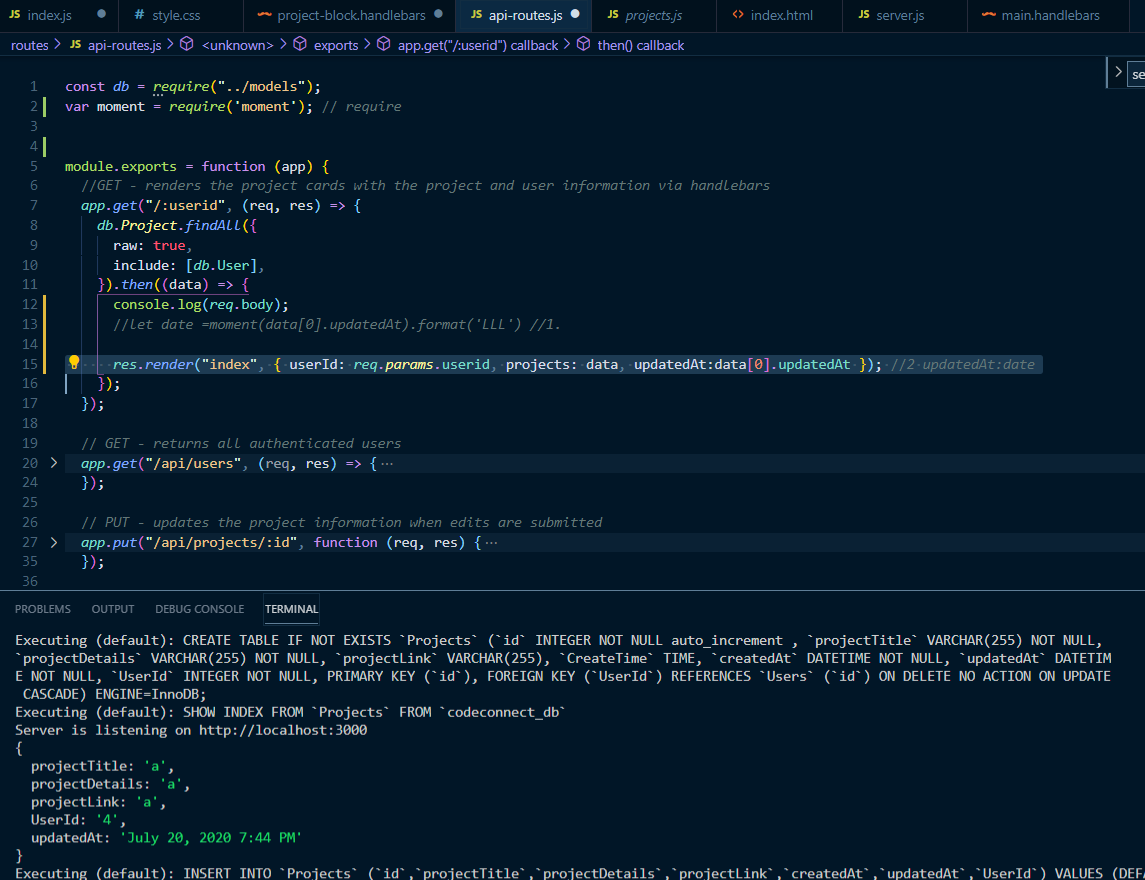 index.js
style.css
project-block.handlebars
api-routes.js
projects.js
index.html
server.js
main.handlebars
routes > JS api-routes.js > <unknown> > exports > app.get("/:userid") callback > then() callback
1 const db = require("../models");
2 var moment = require('moment'); // require
3
4
5 module.exports = function (app) {
6 //GET - renders the project cards with the project and user information via handlebars
7 app.get("/:userid", (req, res) => {
8 db.Project.findAll({
9 raw: true,
10 include: [db.User],
11 }).then((data) => {
12 console.log(req.body);
13 //let date =moment(data[0].updatedAt).format('LLL') //1.
14
15 res.render("index", { userId: req.params.userid, projects: data, updatedAt:data[0].updatedAt }); //2 updatedAt:date
16 });
17 });
18
19 // GET - returns all authenticated users
20 app.get("/api/users", (req, res) => { ...
24 });
25
26 // PUT - updates the project information when edits are submitted
27 app.put("/api/projects/:id", function (req, res) { ...
35 });
36
> se
PROBLEMS OUTPUT DEBUG CONSOLE TERMINAL
Executing (default): CREATE TABLE IF NOT EXISTS `Projects` (`id` INTEGER NOT NULL auto_increment , `projectTitle` VARCHAR(255) NOT NULL,
`projectDetails` VARCHAR(255) NOT NULL, `projectLink` VARCHAR(255), `CreateTime` TIME, `createdAt` DATETIME NOT NULL, `updatedAt` DATETIM
E NOT NULL, `UserId` INTEGER NOT NULL, PRIMARY KEY (`id`), FOREIGN KEY (`UserId`) REFERENCES `Users` (`id`) ON DELETE NO ACTION ON UPDATE
CASCADE) ENGINE=InnoDB;
Executing (default): SHOW INDEX FROM `Projects` FROM `codeconnect_db`
Server is listening on http://localhost:3000
{
projectTitle: 'a',
projectDetails: 'a',
projectLink: 'a',
UserId: '4',
updatedAt: 'July 20, 2020 7:44 PM'
}
Executing (default): INSERT INTO `Projects` (`id`,`projectTitle`,`projectDetails`,`projectLink`,`createdAt`,`updatedAt`,`UserId`) VALUES (DEF